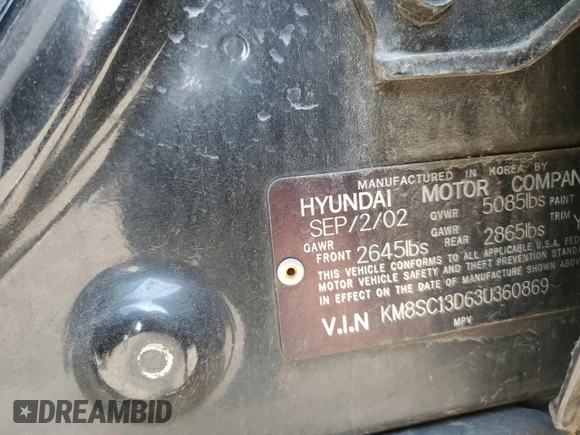 MANUFACTURED IN KOREA BY
HYUNDAI MOTOR COMPAN
SEP/2/02 GVWR 5085lbs PAINT
GAWR FRONT 2645lbs GAWR REAR 2865lbs TRIM
THIS VEHICLE CONFORMS TO ALL APPLICABLE U.S.A. FED
MOTOR VEHICLE SAFETY AND THEFT PREVENTION STAND
IN EFFECT ON THE DATE OF MANUFACTURE SHOWN ABOV
V.I.N KM8SC13D63U360869
MPV
DREAMBID